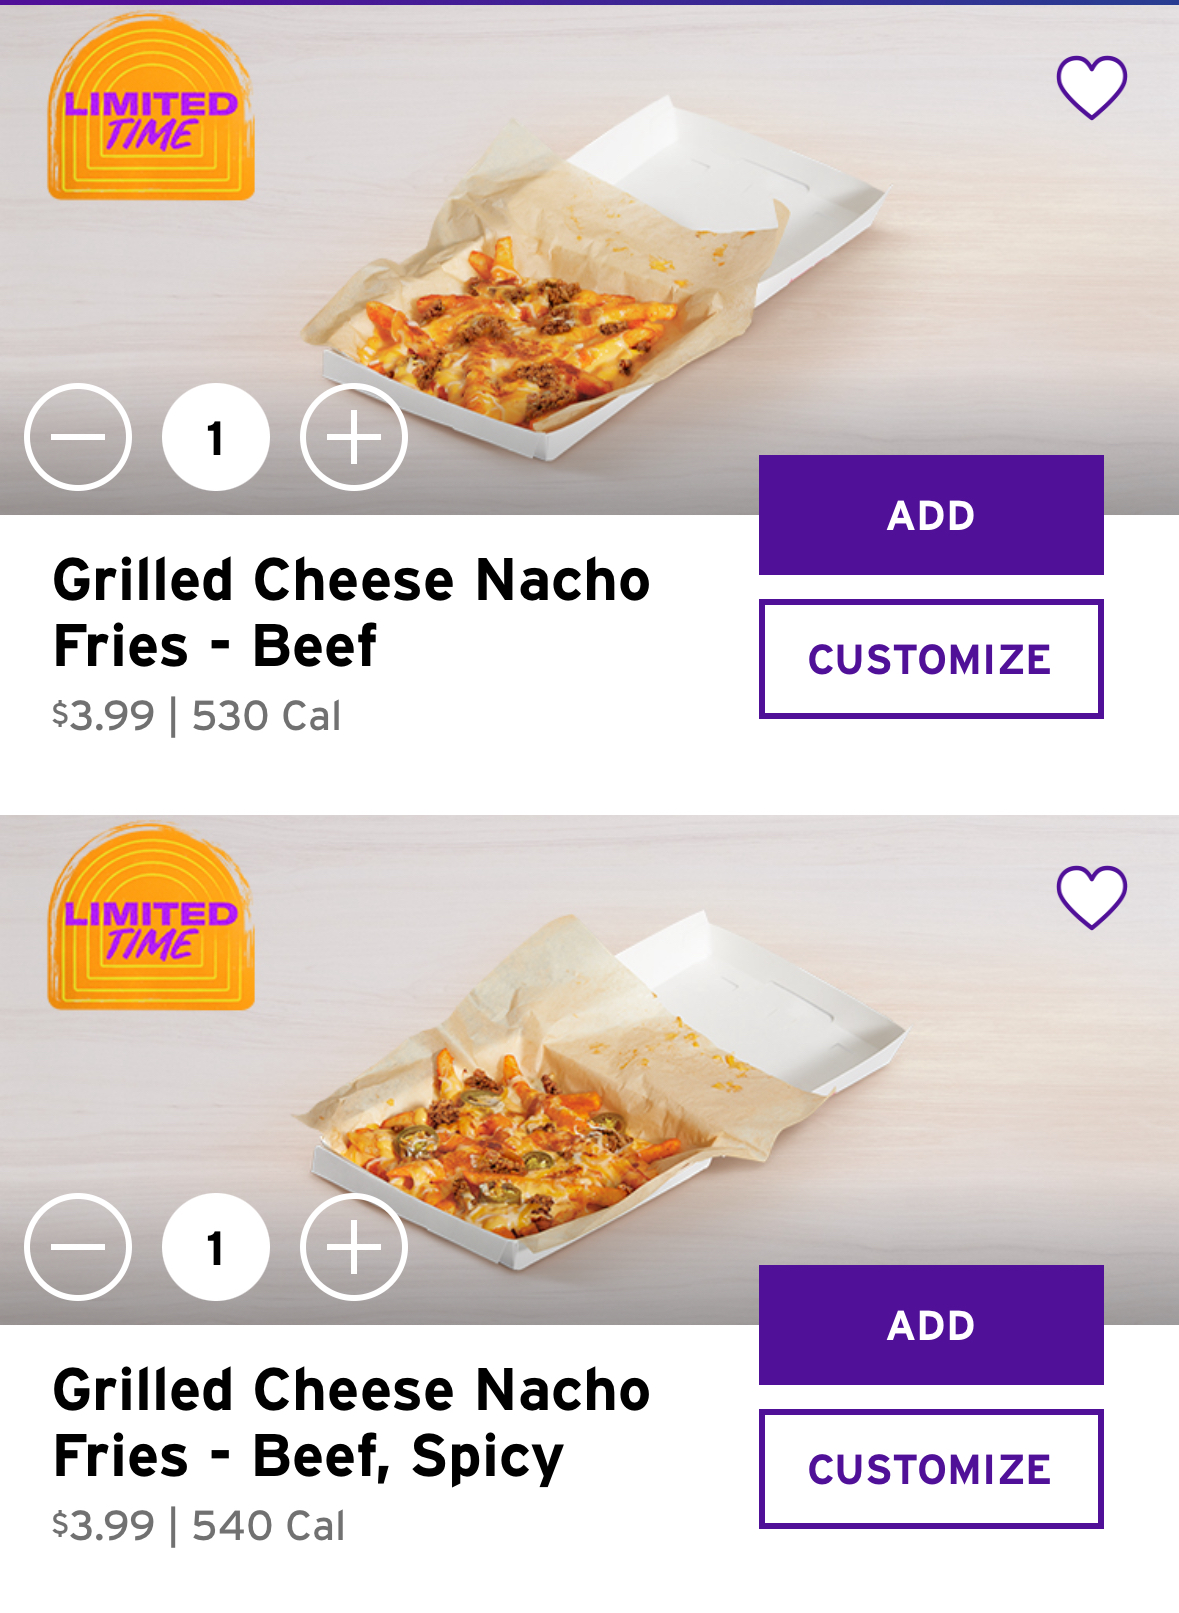 LIMITED
TIME
1
ADD
Grilled Cheese Nacho
Fries - Beef
CUSTOMIZE
$3.99 | 530 Cal
LIMITED
TIME
1
ADD
Grilled Cheese Nacho
Fries - Beef, Spicy
CUSTOMIZE
$3.99 | 540 Cal